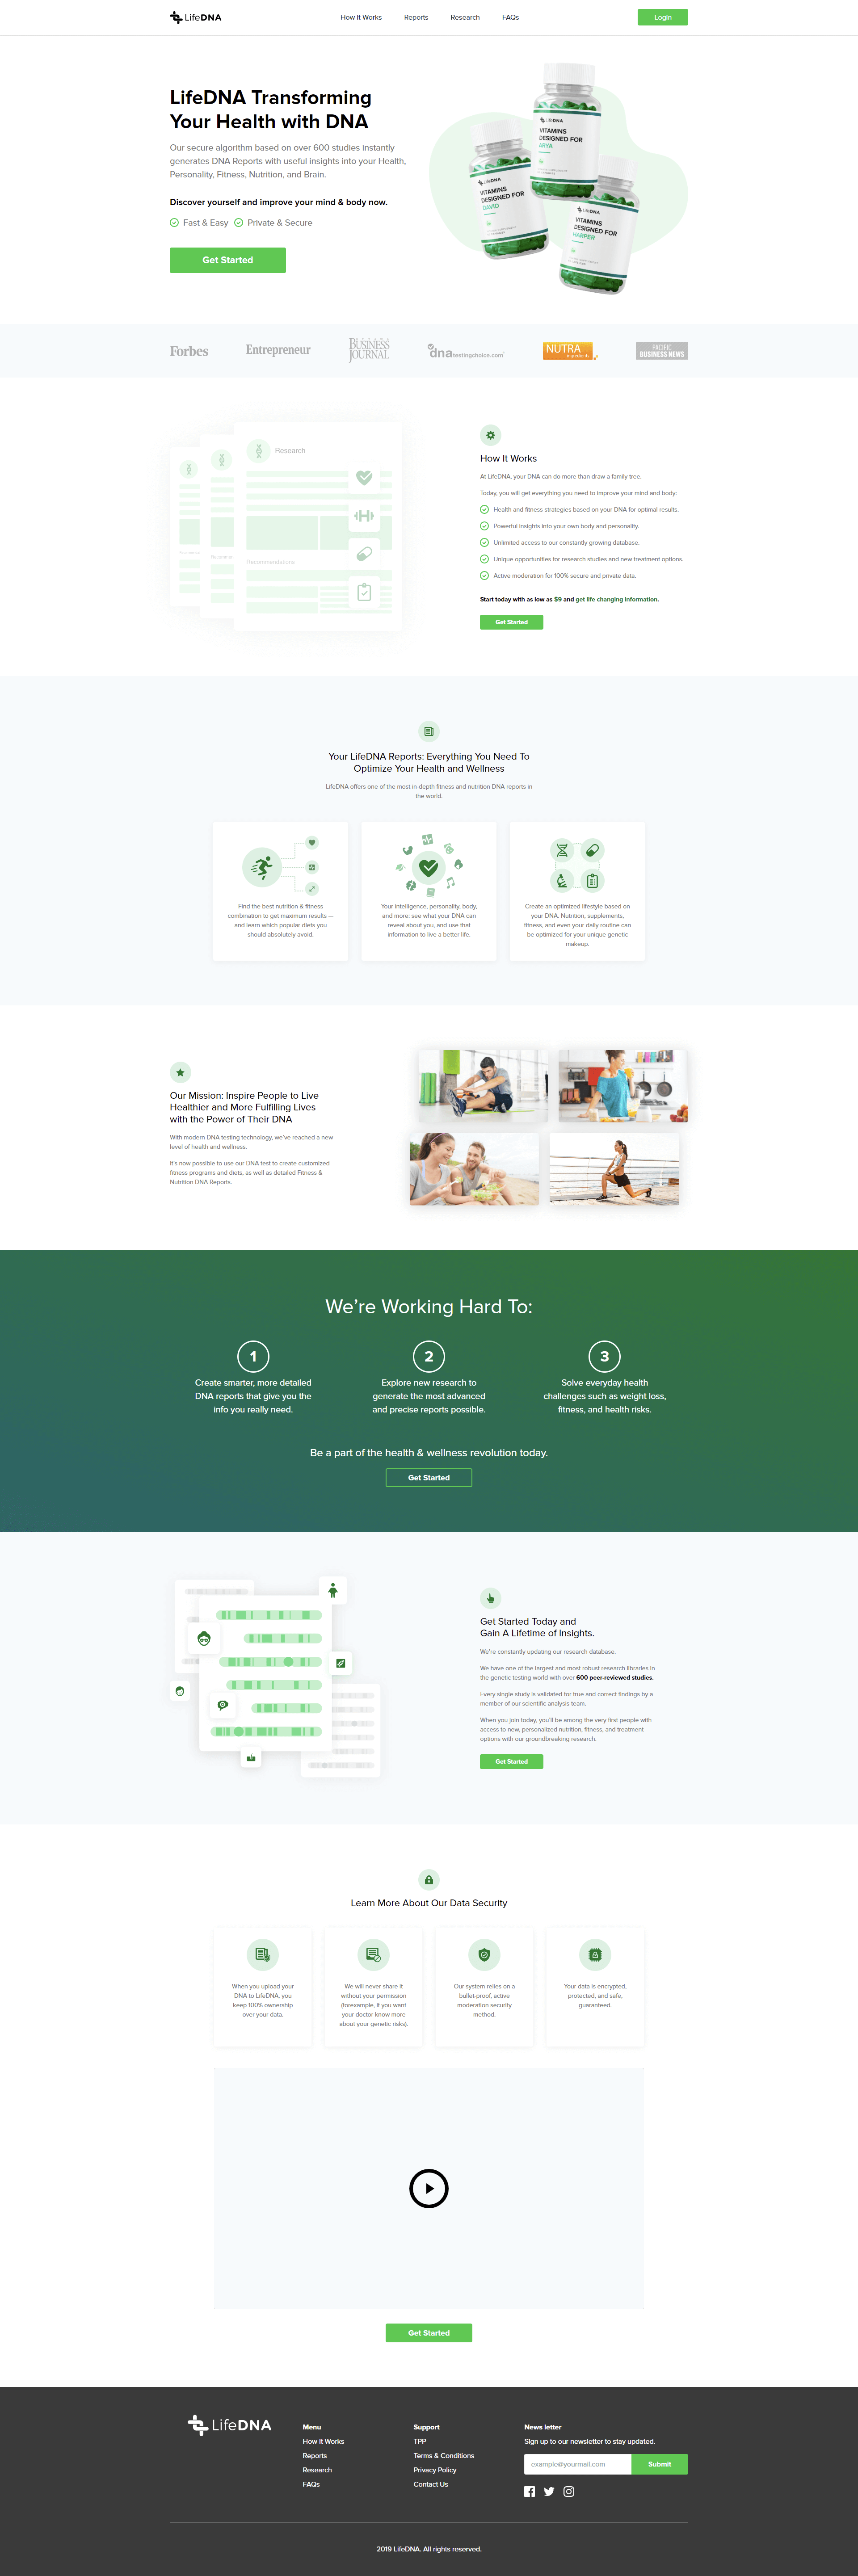 LifeDNA
How It Works
Reports
Research
FAQs
Login
LifeDNA Transforming
Your Health with DNA
Our secure algorithm based on over 600 studies instantly
generates DNA Reports with useful insights into your Health,
Personality, Fitness, Nutrition, and Brain.
Discover yourself and improve your mind & body now.
Fast & Easy
Private & Secure
Get Started
LifeDNA
VITAMINS
DESIGNED FOR
ARYA
LifeDNA
VITAMINS
DESIGNED FOR
DAVID
LifeDNA
VITAMINS
DESIGNED FOR
HARPER
Forbes
Entrepreneur
BUSINESS
JOURNAL
dnatestingchoice.com
NUTRA
ingredients
PACIFIC
BUSINESS NEWS
Research
Recommendations
How It Works
At LifeDNA, your DNA can do more than draw a family tree.
Today, you will get everything you need to improve your mind and body:
Health and fitness strategies based on your DNA for optimal results.
Powerful insights into your own body and personality.
Unlimited access to our constantly growing database.
Unique opportunities for research studies and new treatment options.
Active moderation for 100% secure and private data.
Start today with as low as $9 and get life changing information.
Get Started
Your LifeDNA Reports: Everything You Need To
Optimize Your Health and Wellness
LifeDNA offers one of the most in-depth fitness and nutrition DNA reports in
the world.
Find the best nutrition & fitness
combination to get maximum results —
and learn which popular diets you
should absolutely avoid.
Your intelligence, personality, body,
and more: see what your DNA can
reveal about you, and use that
information to live a better life.
Create an optimized lifestyle based on
your DNA. Nutrition, supplements,
fitness, and even your daily routine can
be optimized for your unique genetic
makeup.
Our Mission: Inspire People to Live
Healthier and More Fulfilling Lives
with the Power of Their DNA
With modern DNA testing technology, we've reached a new
level of health and wellness.
It's now possible to use our DNA test to create customized
fitness programs and diets, as well as detailed Fitness &
Nutrition DNA Reports.
We're Working Hard To:
1
Create smarter, more detailed
DNA reports that give you the
info you really need.
2
Explore new research to
generate the most advanced
and precise reports possible.
3
Solve everyday health
challenges such as weight loss,
fitness, and health risks.
Be a part of the health & wellness revolution today.
Get Started
Get Started Today and
Gain A Lifetime of Insights.
We're constantly updating our research database.
We have one of the largest and most robust research libraries in
the genetic testing world with over 600 peer-reviewed studies.
Every single study is validated for true and correct findings by a
member of our scientific analysis team.
When you join today, you'll be among the very first people with
access to new, personalized nutrition, fitness, and treatment
options with our groundbreaking research.
Get Started
Learn More About Our Data Security
When you upload your
DNA to LifeDNA, you
keep 100% ownership
over your data.
We will never share it
without your permission
(forexample, if you want
your doctor know more
about your genetic risks).
Our system relies on a
bullet-proof, active
moderation security
method.
Your data is encrypted,
protected, and safe,
guaranteed.
Get Started
LifeDNA
Menu
How It Works
Reports
Research
FAQs
Support
TPP
Terms & Conditions
Privacy Policy
Contact Us
News letter
Sign up to our newsletter to stay updated.
example@yourmail.com
Submit
2019 LifeDNA. All rights reserved.